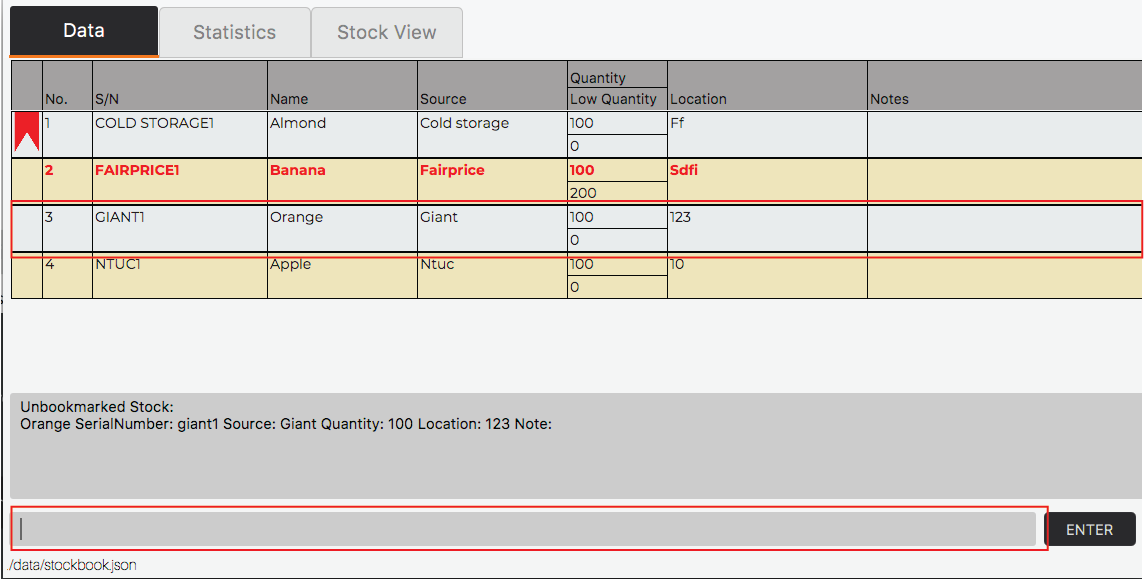 Data Statistics Stock View
Quantity
No. S/N Name Source Low Quantity Location Notes
1 COLD STORAGE1 Almond Cold storage 100 Ff
0
2 FAIRPRICE1 Banana Fairprice 100 Sdfi
200
3 GIANT1 Orange Giant 100 123
0
4 NTUC1 Apple Ntuc 100 10
0
Unbookmarked Stock:
Orange SerialNumber: giant1 Source: Giant Quantity: 100 Location: 123 Note:
ENTER
./data/stockbook.json